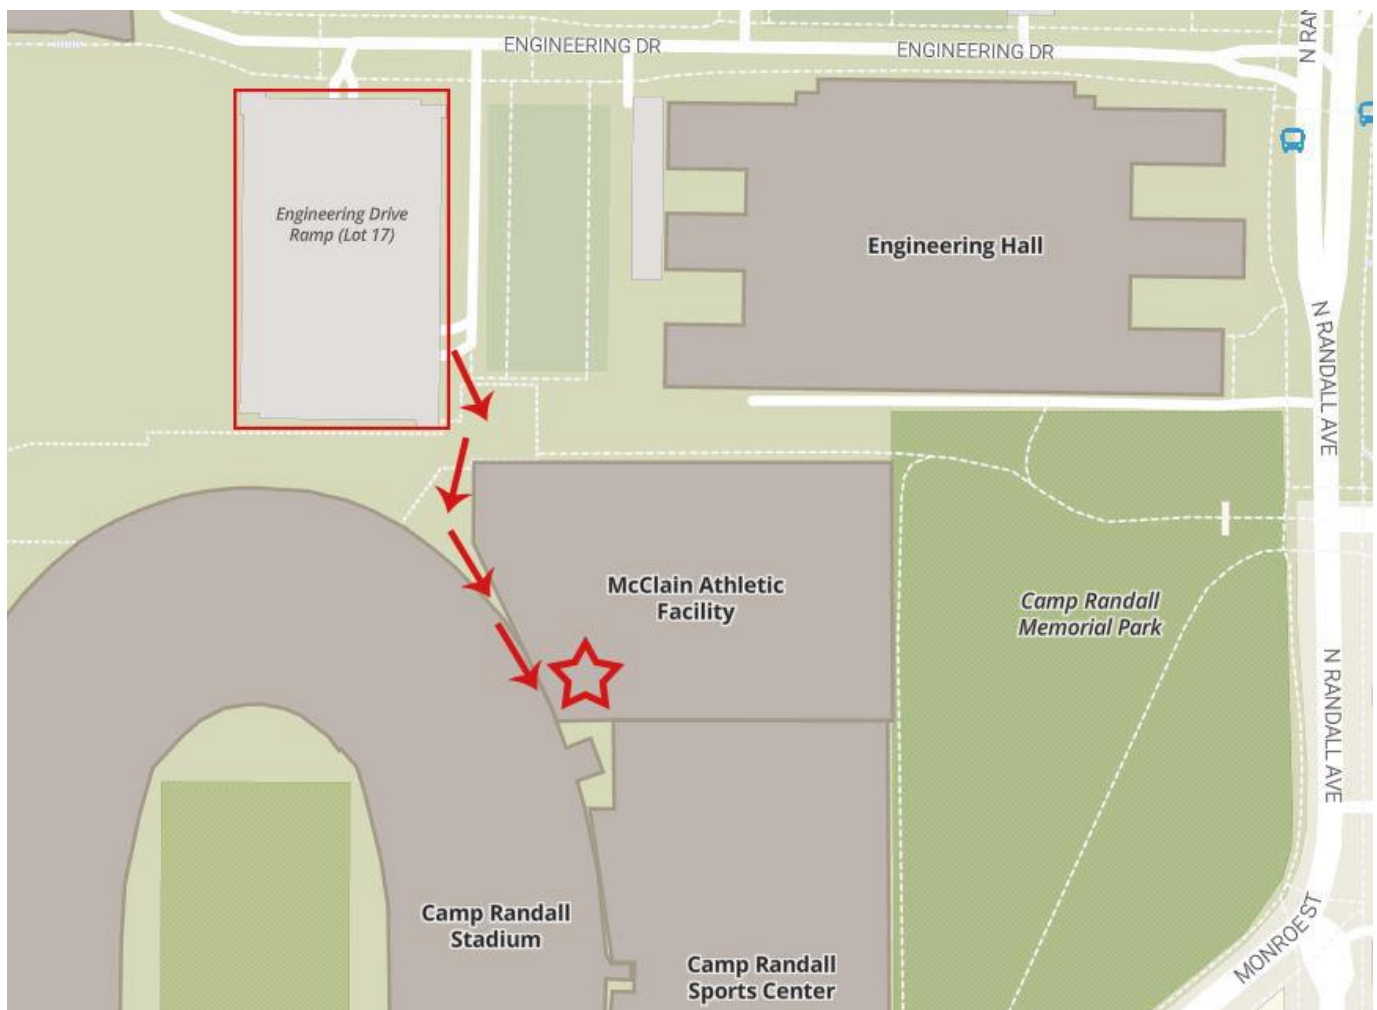 ENGINEERING DR
ENGINEERING DR
N RAN
Engineering Drive
Ramp (Lot 17)
Engineering Hall
N RANDALL AVE
McClain Athletic
Facility
Camp Randall
Memorial Park
N RANDALL AVE
Camp Randall
Stadium
Camp Randall
Sports Center
MONROE ST